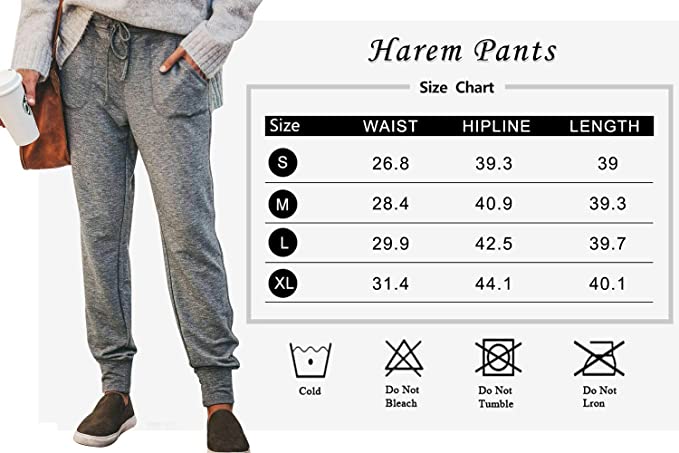 Harem Pants
Size Chart
Size WAIST HIPLINE LENGTH
S 26.8 39.3 39
M 28.4 40.9 39.3
L 29.9 42.5 39.7
XL 31.4 44.1 40.1
Cold Do Not Bleach Do Not Tumble Do Not Lron